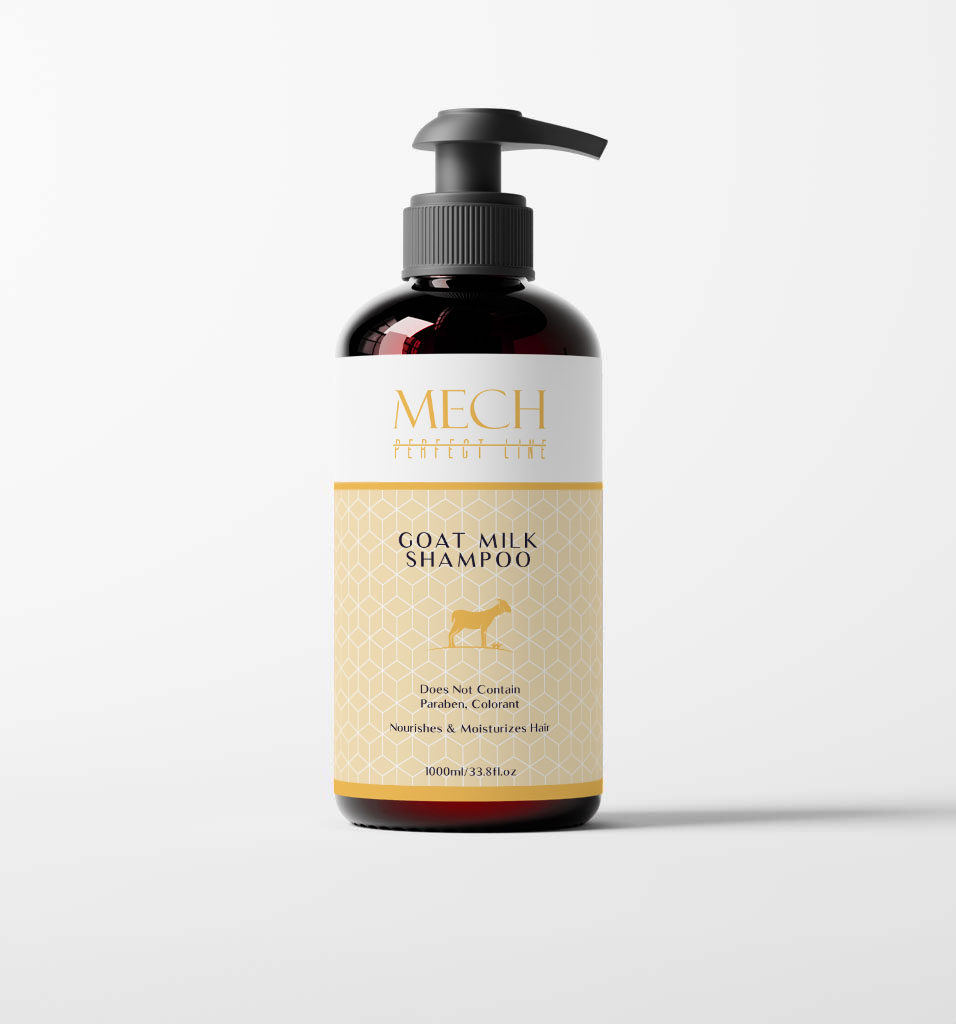 MECH
PERFECT LINE
GOAT MILK
SHAMPOO
Does Not Contain
Paraben, Colorant
Nourishes & Moisturizes Hair
1000ml/33.8fl.oz